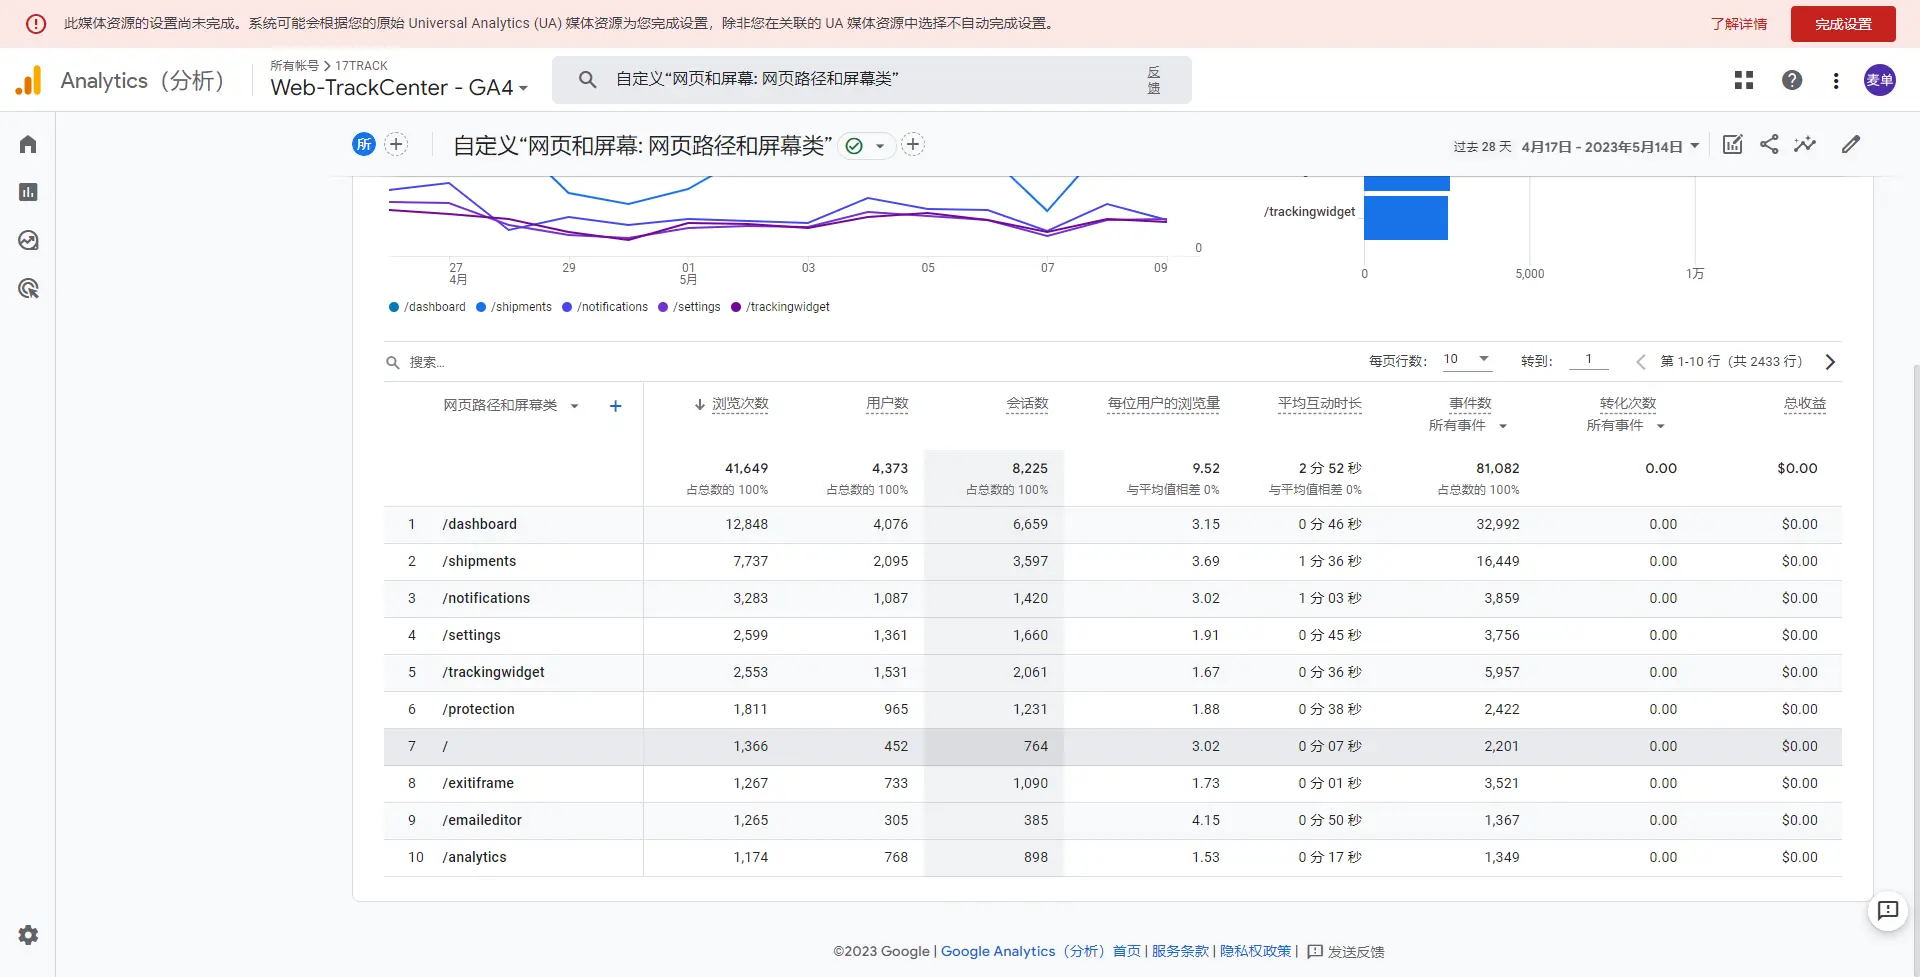 此媒体资源的设置尚未完成。系统可能会根据您的原始 Universal Analytics (UA) 媒体资源为您完成设置，除非您在关联的 UA 媒体资源中选择不自动完成设置。
了解详情
完成设置
Analytics（分析）
所有帐号 > 17TRACK
Web-TrackCenter - GA4
自定义“网页和屏幕: 网页路径和屏幕类”
反馈
麦单
所
自定义“网页和屏幕: 网页路径和屏幕类”
过去 28 天 4月17日 - 2023年5月14日
/trackingwidget
0
27 29 01 03 05 07 09
4月 5月
0 5,000 1万
/dashboard /shipments /notifications /settings /trackingwidget
搜索...
每页行数： 10 转到： 1 第 1-10 行（共 2433 行）
网页路径和屏幕类 + ↓ 浏览次数 用户数 会话数 每位用户的浏览量 平均互动时长 事件数 转化次数 总收益
所有事件 所有事件
41,649 4,373 8,225 9.52 2 分 52 秒 81,082 0.00 $0.00
占总数的 100% 占总数的 100% 占总数的 100% 与平均值相差 0% 与平均值相差 0% 占总数的 100%
1 /dashboard 12,848 4,076 6,659 3.15 0 分 46 秒 32,992 0.00 $0.00
2 /shipments 7,737 2,095 3,597 3.69 1 分 36 秒 16,449 0.00 $0.00
3 /notifications 3,283 1,087 1,420 3.02 1 分 03 秒 3,859 0.00 $0.00
4 /settings 2,599 1,361 1,660 1.91 0 分 45 秒 3,756 0.00 $0.00
5 /trackingwidget 2,553 1,531 2,061 1.67 0 分 36 秒 5,957 0.00 $0.00
6 /protection 1,811 965 1,231 1.88 0 分 38 秒 2,422 0.00 $0.00
7 / 1,366 452 764 3.02 0 分 07 秒 2,201 0.00 $0.00
8 /exitiframe 1,267 733 1,090 1.73 0 分 01 秒 3,521 0.00 $0.00
9 /emaileditor 1,265 305 385 4.15 0 分 50 秒 1,367 0.00 $0.00
10 /analytics 1,174 768 898 1.53 0 分 17 秒 1,349 0.00 $0.00
©2023 Google | Google Analytics（分析）首页 | 服务条款 | 隐私权政策 | 发送反馈